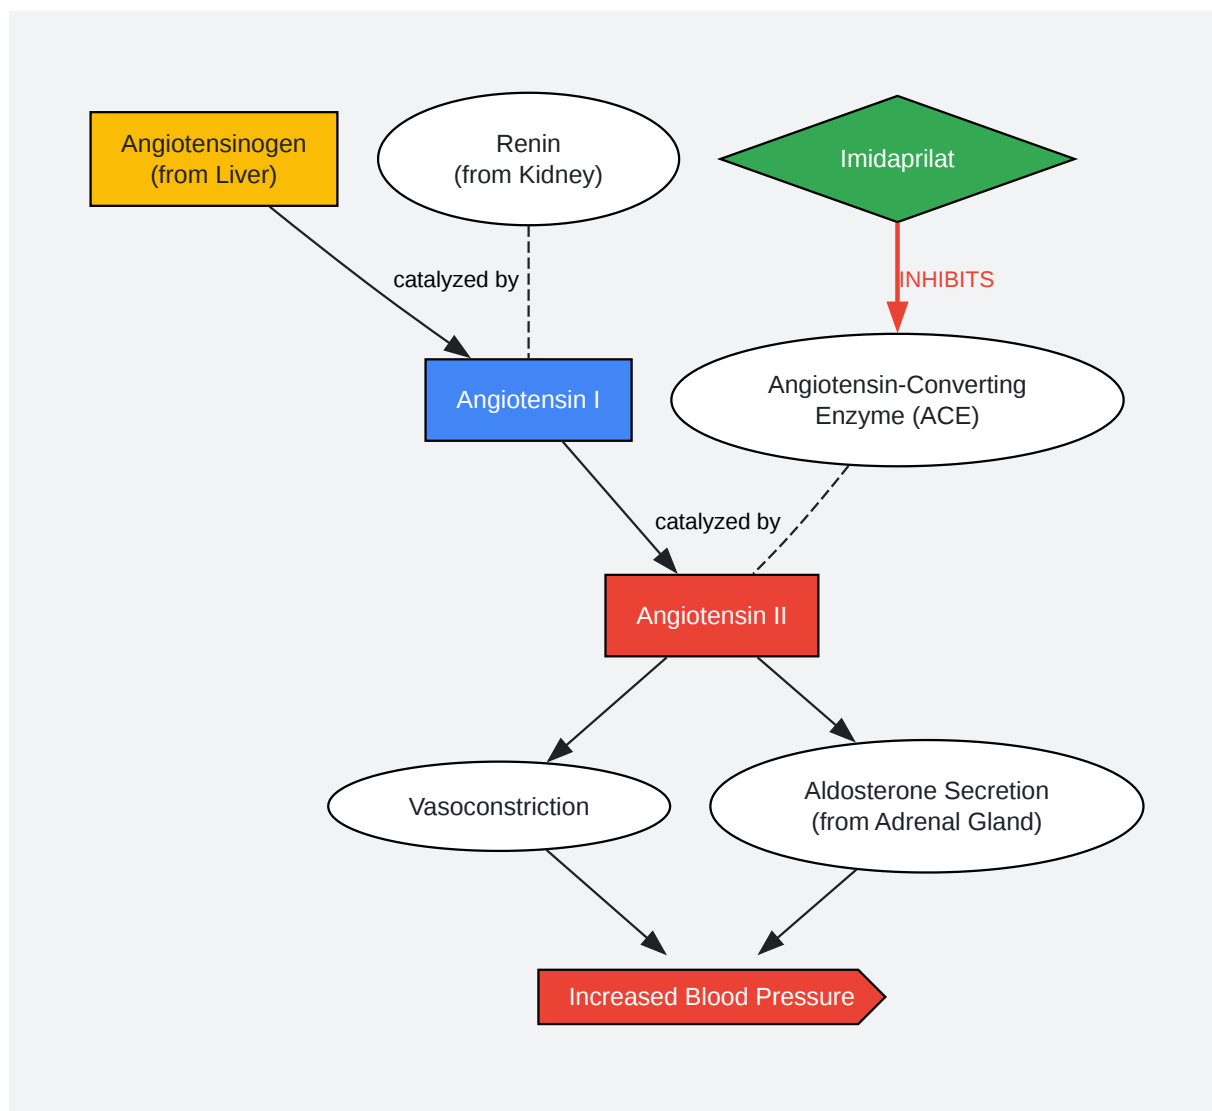 Angiotensinogen
(from Liver)
Renin
(from Kidney)
Imidaprilat
catalyzed by
INHIBITS
Angiotensin I
Angiotensin-Converting
Enzyme (ACE)
catalyzed by
Angiotensin II
Vasoconstriction
Aldosterone Secretion
(from Adrenal Gland)
Increased Blood Pressure